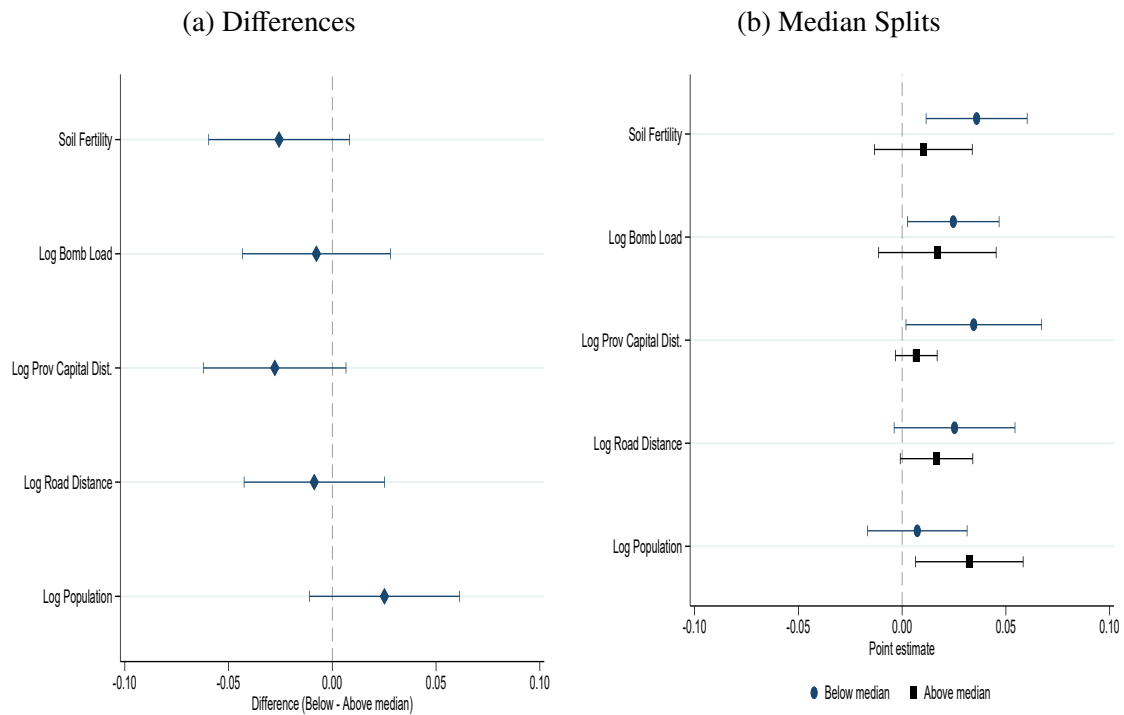 (a) Differences
Soil Fertility
Log Bomb Load
Log Prov Capital Dist.
Log Road Distance
Log Population
-0.10 -0.05 0.00 0.05 0.10
Difference (Below - Above median)
(b) Median Splits
Soil Fertility
Log Bomb Load
Log Prov Capital Dist.
Log Road Distance
Log Population
-0.10 -0.05 0.00 0.05 0.10
Point estimate
Below median Above median